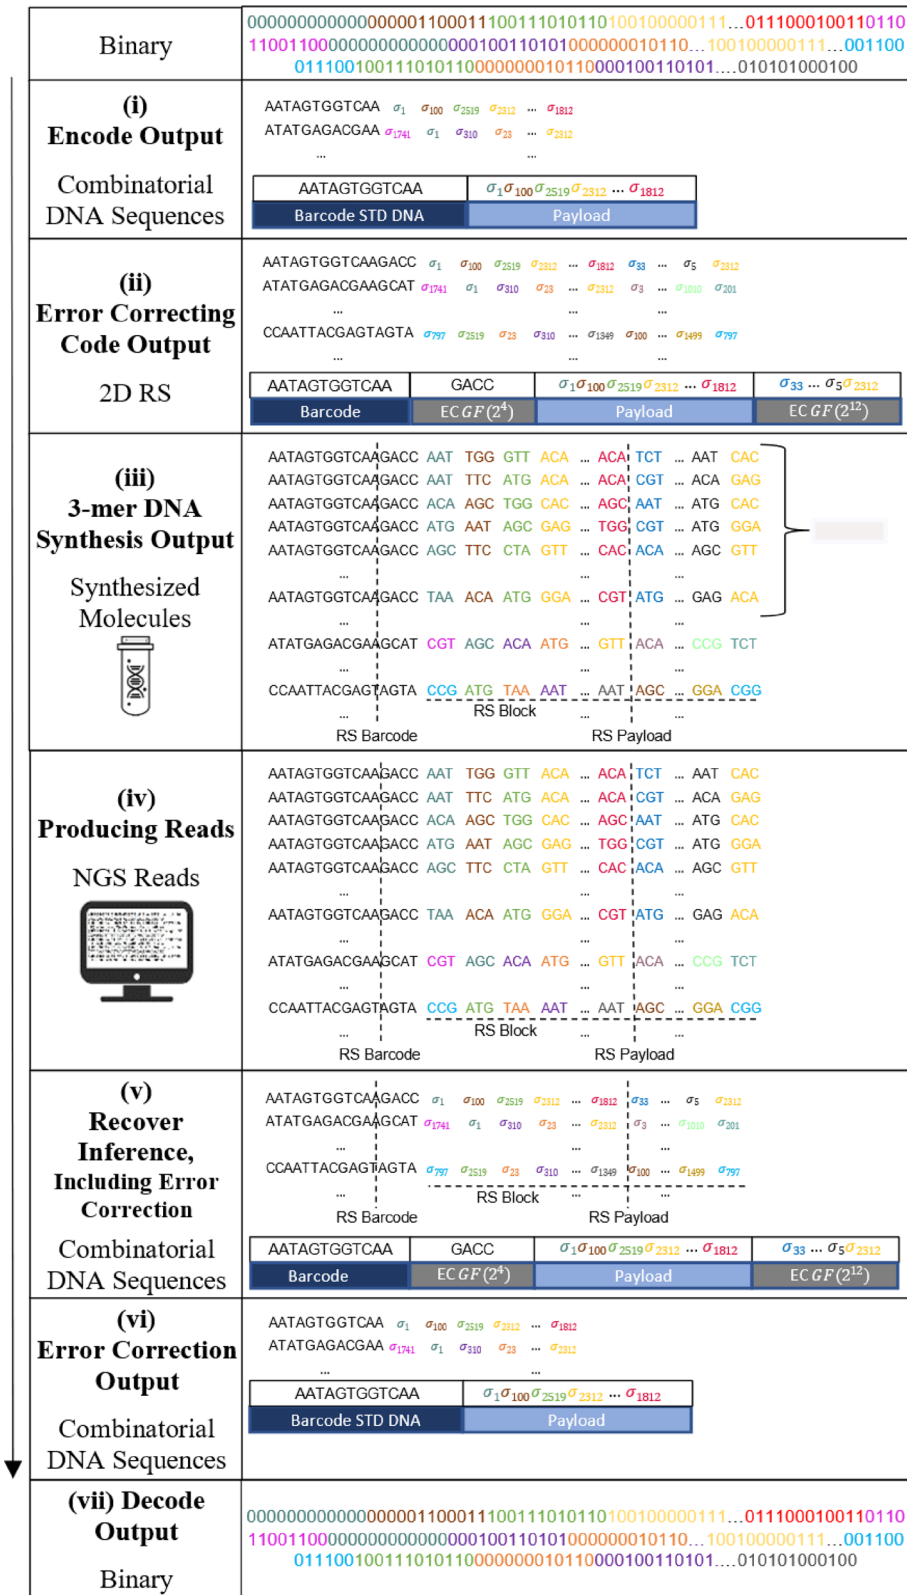 Binary
000000000000000001100011100111010110100100000111...0111000100110110
11001100000000000000000100110101000000010110...100100000111...001100
011100100111010110000000010110000100110101....010101000100
(i)
Encode Output
Combinatorial
DNA Sequences
AATAGTGGTCAA σ1 σ100 σ2519 σ2312 ... σ1812
ATATGAGACGAA σ1741 σ1 σ310 σ23 ... σ2312
... ...
AATAGTGGTCAA σ1σ100σ2519σ2312 ... σ1812
Barcode STD DNA Payload
(ii)
Error Correcting
Code Output
2D RS
AATAGTGGTCAAGACC σ1 σ100 σ2519 σ2312 ... σ1812 σ33 ... σ5 σ2312
ATATGAGACGAAGCAT σ1741 σ1 σ310 σ23 ... σ2312 σ3 ... σ1010 σ201
... ... ...
CCAATTACGAGTAGTA σ797 σ2519 σ23 σ310 ... σ1349 σ100 ... σ1499 σ797
... ... ...
AATAGTGGTCAA GACC σ1σ100σ2519σ2312 ... σ1812 σ33 ... σ5σ2312
Barcode EC GF(2^4) Payload EC GF(2^12)
(iii)
3-mer DNA
Synthesis Output
Synthesized
Molecules
AATAGTGGTCAAGACC AAT TGG GTT ACA ... ACA TCT ... AAT CAC
AATAGTGGTCAAGACC AAT TTC ATG ACA ... ACA CGT ... ACA GAG
AATAGTGGTCAAGACC ACA AGC TGG CAC ... AGC AAT ... ATG CAC
AATAGTGGTCAAGACC ATG AAT AGC GAG ... TGG CGT ... ATG GGA
AATAGTGGTCAAGACC AGC TTC CTA GTT ... CAC ACA ... AGC GTT
... ... ...
AATAGTGGTCAAGACC TAA ACA ATG GGA ... CGT ATG ... GAG ACA
... ... ...
ATATGAGACGAAGCAT CGT AGC ACA ATG ... GTT ACA ... CCG TCT
... ... ...
CCAATTACGAGTAGTA CCG ATG TAA AAT ... AAT AGC ... GGA CGG
... RS Block ... ...
RS Barcode RS Payload
(iv)
Producing Reads
NGS Reads
AATAGTGGTCAAGACC AAT TGG GTT ACA ... ACA TCT ... AAT CAC
AATAGTGGTCAAGACC AAT TTC ATG ACA ... ACA CGT ... ACA GAG
AATAGTGGTCAAGACC ACA AGC TGG CAC ... AGC AAT ... ATG CAC
AATAGTGGTCAAGACC ATG AAT AGC GAG ... TGG CGT ... ATG GGA
AATAGTGGTCAAGACC AGC TTC CTA GTT ... CAC ACA ... AGC GTT
... ... ...
AATAGTGGTCAAGACC TAA ACA ATG GGA ... CGT ATG ... GAG ACA
... ... ...
ATATGAGACGAAGCAT CGT AGC ACA ATG ... GTT ACA ... CCG TCT
... ... ...
CCAATTACGAGTAGTA CCG ATG TAA AAT ... AAT AGC ... GGA CGG
... RS Block ... ...
RS Barcode RS Payload
(v)
Recover
Inference,
Including Error
Correction
Combinatorial
DNA Sequences
AATAGTGGTCAAGACC σ1 σ100 σ2519 σ2312 ... σ1812 σ33 ... σ5 σ2312
ATATGAGACGAAGCAT σ1741 σ1 σ310 σ23 ... σ2312 σ3 ... σ1010 σ201
... ... ...
CCAATTACGAGTAGTA σ797 σ2519 σ23 σ310 ... σ1349 σ100 ... σ1499 σ797
... RS Block ... ...
RS Barcode RS Payload
AATAGTGGTCAA GACC σ1σ100σ2519σ2312 ... σ1812 σ33 ... σ5σ2312
Barcode EC GF(2^4) Payload EC GF(2^12)
(vi)
Error Correction
Output
Combinatorial
DNA Sequences
AATAGTGGTCAA σ1 σ100 σ2519 σ2312 ... σ1812
ATATGAGACGAA σ1741 σ1 σ310 σ23 ... σ2312
... ...
AATAGTGGTCAA σ1σ100σ2519σ2312 ... σ1812
Barcode STD DNA Payload
(vii) Decode
Output
Binary
000000000000000001100011100111010110100100000111...0111000100110110
11001100000000000000000100110101000000010110...100100000111...001100
011100100111010110000000010110000100110101....010101000100